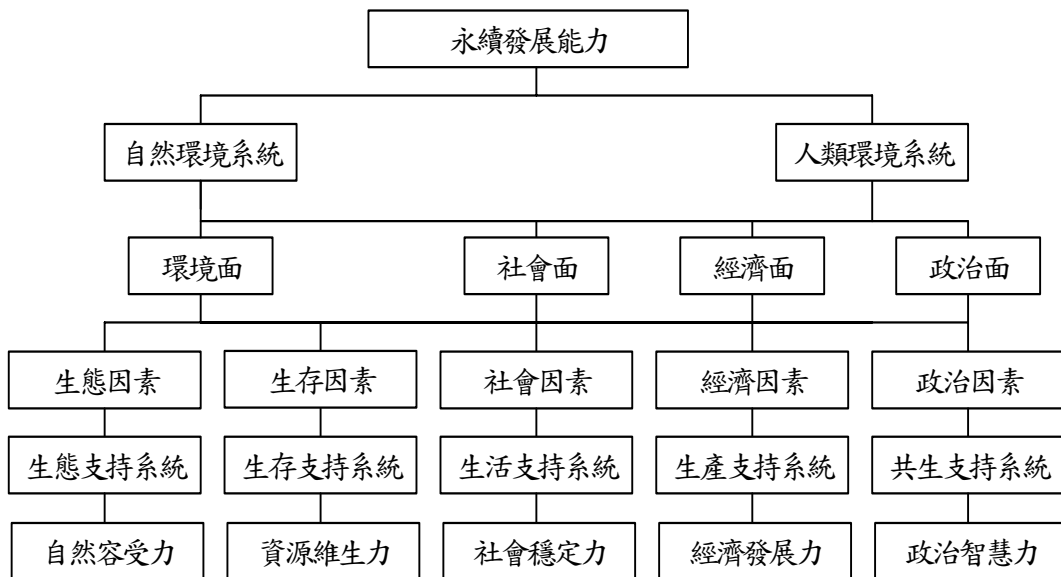 永續發展能力
自然環境系統
人類環境系統
環境面
社會面
經濟面
政治面
生態因素
生存因素
社會因素
經濟因素
政治因素
生態支持系統
生存支持系統
生活支持系統
生產支持系統
共生支持系統
自然容受力
資源維生力
社會穩定力
經濟發展力
政治智慧力